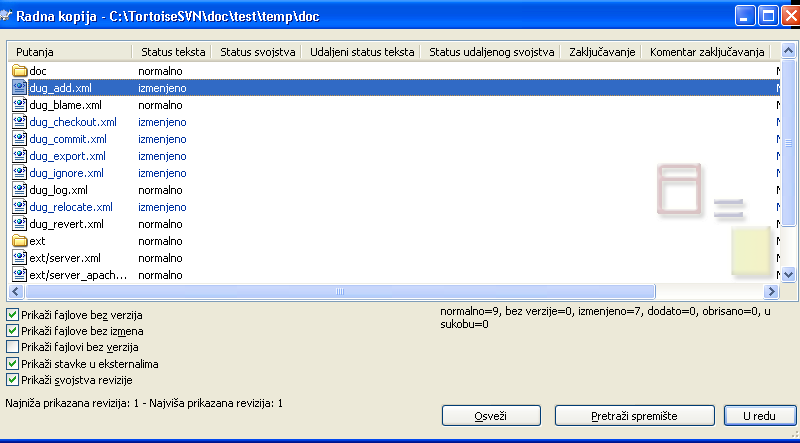 Radna kopija - C:\TortoiseSVN\doc\test\temp\doc
Putanja Status teksta Status svojstva Udaljeni status teksta Status udaljenog svojstva Zaključavanje Komentar zaključavanja
doc normalno
dug_add.xml izmenjeno
dug_blame.xml normalno
dug_checkout.xml izmenjeno
dug_commit.xml izmenjeno
dug_export.xml izmenjeno
dug_ignore.xml izmenjeno
dug_log.xml normalno
dug_relocate.xml izmenjeno
dug_revert.xml normalno
ext normalno
ext/server.xml normalno
ext/server_apach... normalno
Prikaži fajlove bez verzija
Prikaži fajlove bez izmena
Prikaži fajlovi bez verzija
Prikaži stavke u eksternalima
Prikaži svojstva revizije
normalno=9, bez verzije=0, izmenjeno=7, dodato=0, obrisano=0, u
sukobu=0
Najniža prikazana revizija: 1 - Najviša prikazana revizija: 1
Osveži Pretraži spremište U redu